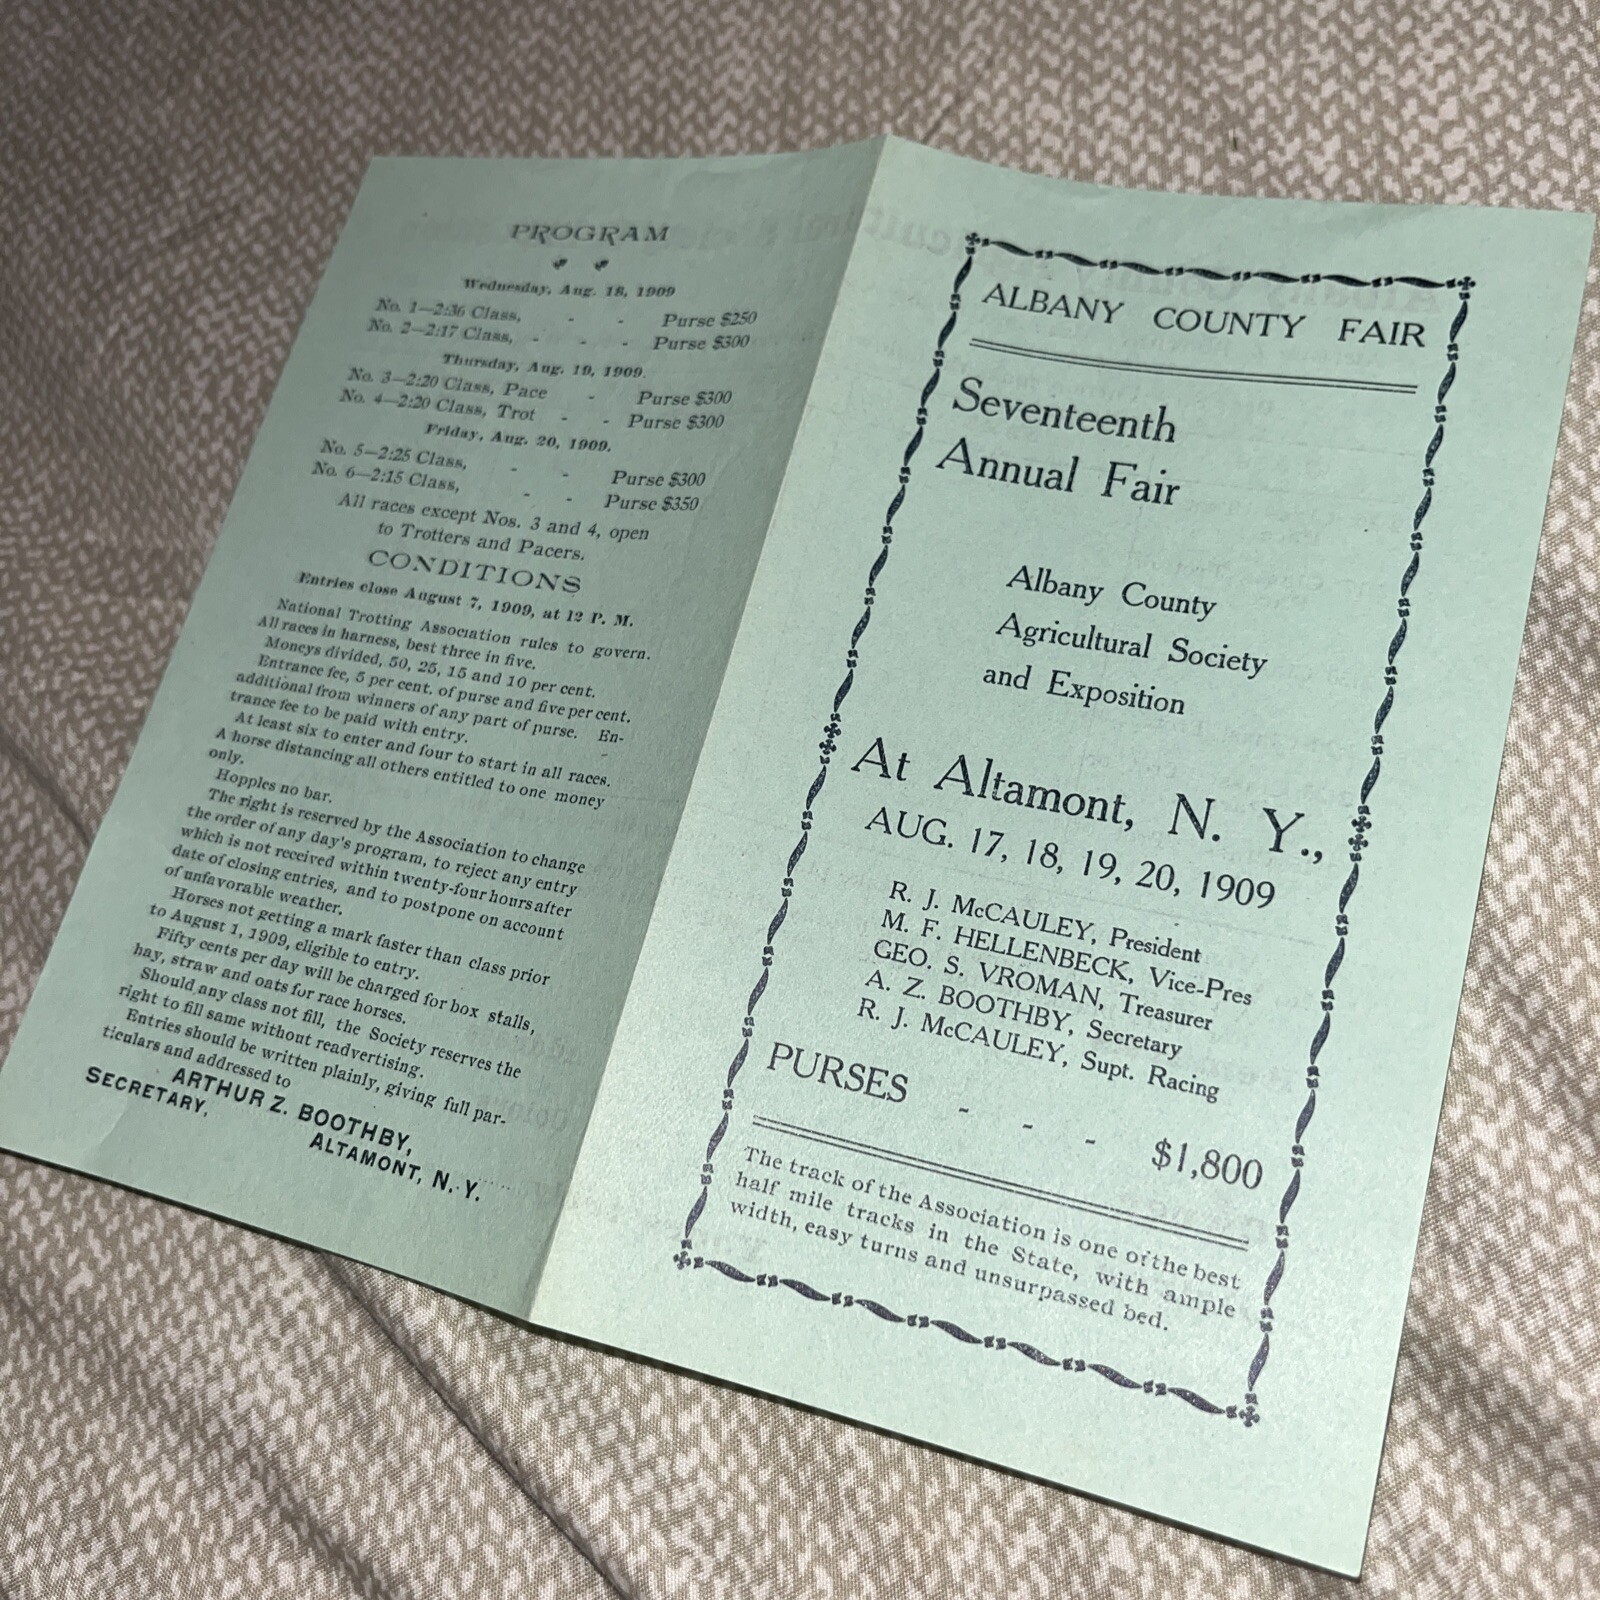 PROGRAM
Wednesday, Aug. 18, 1909
No. 1—2:36 Class, - - Purse $250
No. 2—2:17 Class, - - - Purse $300
Thursday, Aug. 19, 1909.
No. 3—2:20 Class, Pace - Purse $300
No. 4—2:20 Class, Trot - - Purse $300
Friday, Aug. 20, 1909.
No. 5—2:25 Class, - - Purse $300
No. 6—2:15 Class, - - Purse $350
All races except Nos. 3 and 4, open
to Trotters and Pacers.
CONDITIONS
Entries close August 7, 1909, at 12 P. M.
National Trotting Association rules to govern.
All races in harness, best three in five.
Moneys divided, 50, 25, 15 and 10 per cent.
Entrance fee, 5 per cent. of purse and five per cent.
additional from winners of any part of purse. En-
trance fee to be paid with entry.
At least six to enter and four to start in all races.
A horse distancing all others entitled to one money
only.
Hopples no bar.
The right is reserved by the Association to change
the order of any day's program, to reject any entry
which is not received within twenty-four hours after
date of closing entries, and to postpone on account
of unfavorable weather.
Horses not getting a mark faster than class prior
to August 1, 1909, eligible to entry.
Fifty cents per day will be charged for box stalls,
hay, straw and oats for race horses.
Should any class not fill, the Society reserves the
right to fill same without readvertising.
Entries should be written plainly, giving full par-
ticulars and addressed to
ARTHUR Z. BOOTHBY,
SECRETARY, ALTAMONT, N. Y.
ALBANY COUNTY FAIR
Seventeenth
Annual Fair
Albany County
Agricultural Society
and Exposition
At Altamont, N. Y.,
AUG. 17, 18, 19, 20, 1909
R. J. McCAULEY, President
M. F. HELLENBECK, Vice-Pres
GEO. S. VROMAN, Treasurer
A. Z. BOOTHBY, Secretary
R. J. McCAULEY, Supt. Racing
PURSES - - - $1,800
The track of the Association is one of the best
half mile tracks in the State, with ample
width, easy turns and unsurpassed bed.